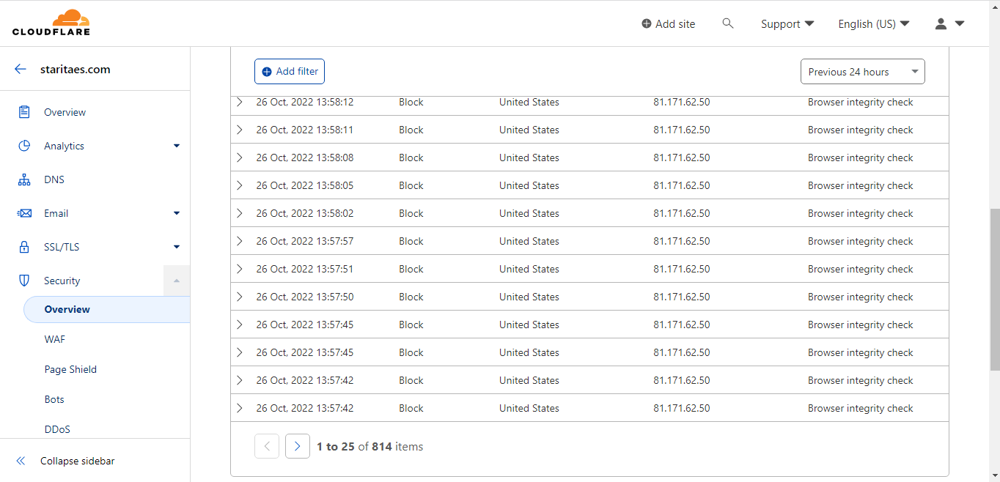 CLOUDFLARE
Add site
Support
English (US)
staritaes.com
Overview
Analytics
DNS
Email
SSL/TLS
Security
Overview
WAF
Page Shield
Bots
DDoS
Collapse sidebar
Add filter
Previous 24 hours
26 Oct, 2022 13:58:12 Block United States 81.171.62.50 Browser integrity check
26 Oct, 2022 13:58:11 Block United States 81.171.62.50 Browser integrity check
26 Oct, 2022 13:58:08 Block United States 81.171.62.50 Browser integrity check
26 Oct, 2022 13:58:05 Block United States 81.171.62.50 Browser integrity check
26 Oct, 2022 13:58:02 Block United States 81.171.62.50 Browser integrity check
26 Oct, 2022 13:57:57 Block United States 81.171.62.50 Browser integrity check
26 Oct, 2022 13:57:51 Block United States 81.171.62.50 Browser integrity check
26 Oct, 2022 13:57:50 Block United States 81.171.62.50 Browser integrity check
26 Oct, 2022 13:57:45 Block United States 81.171.62.50 Browser integrity check
26 Oct, 2022 13:57:45 Block United States 81.171.62.50 Browser integrity check
26 Oct, 2022 13:57:42 Block United States 81.171.62.50 Browser integrity check
26 Oct, 2022 13:57:42 Block United States 81.171.62.50 Browser integrity check
1 to 25 of 814 items